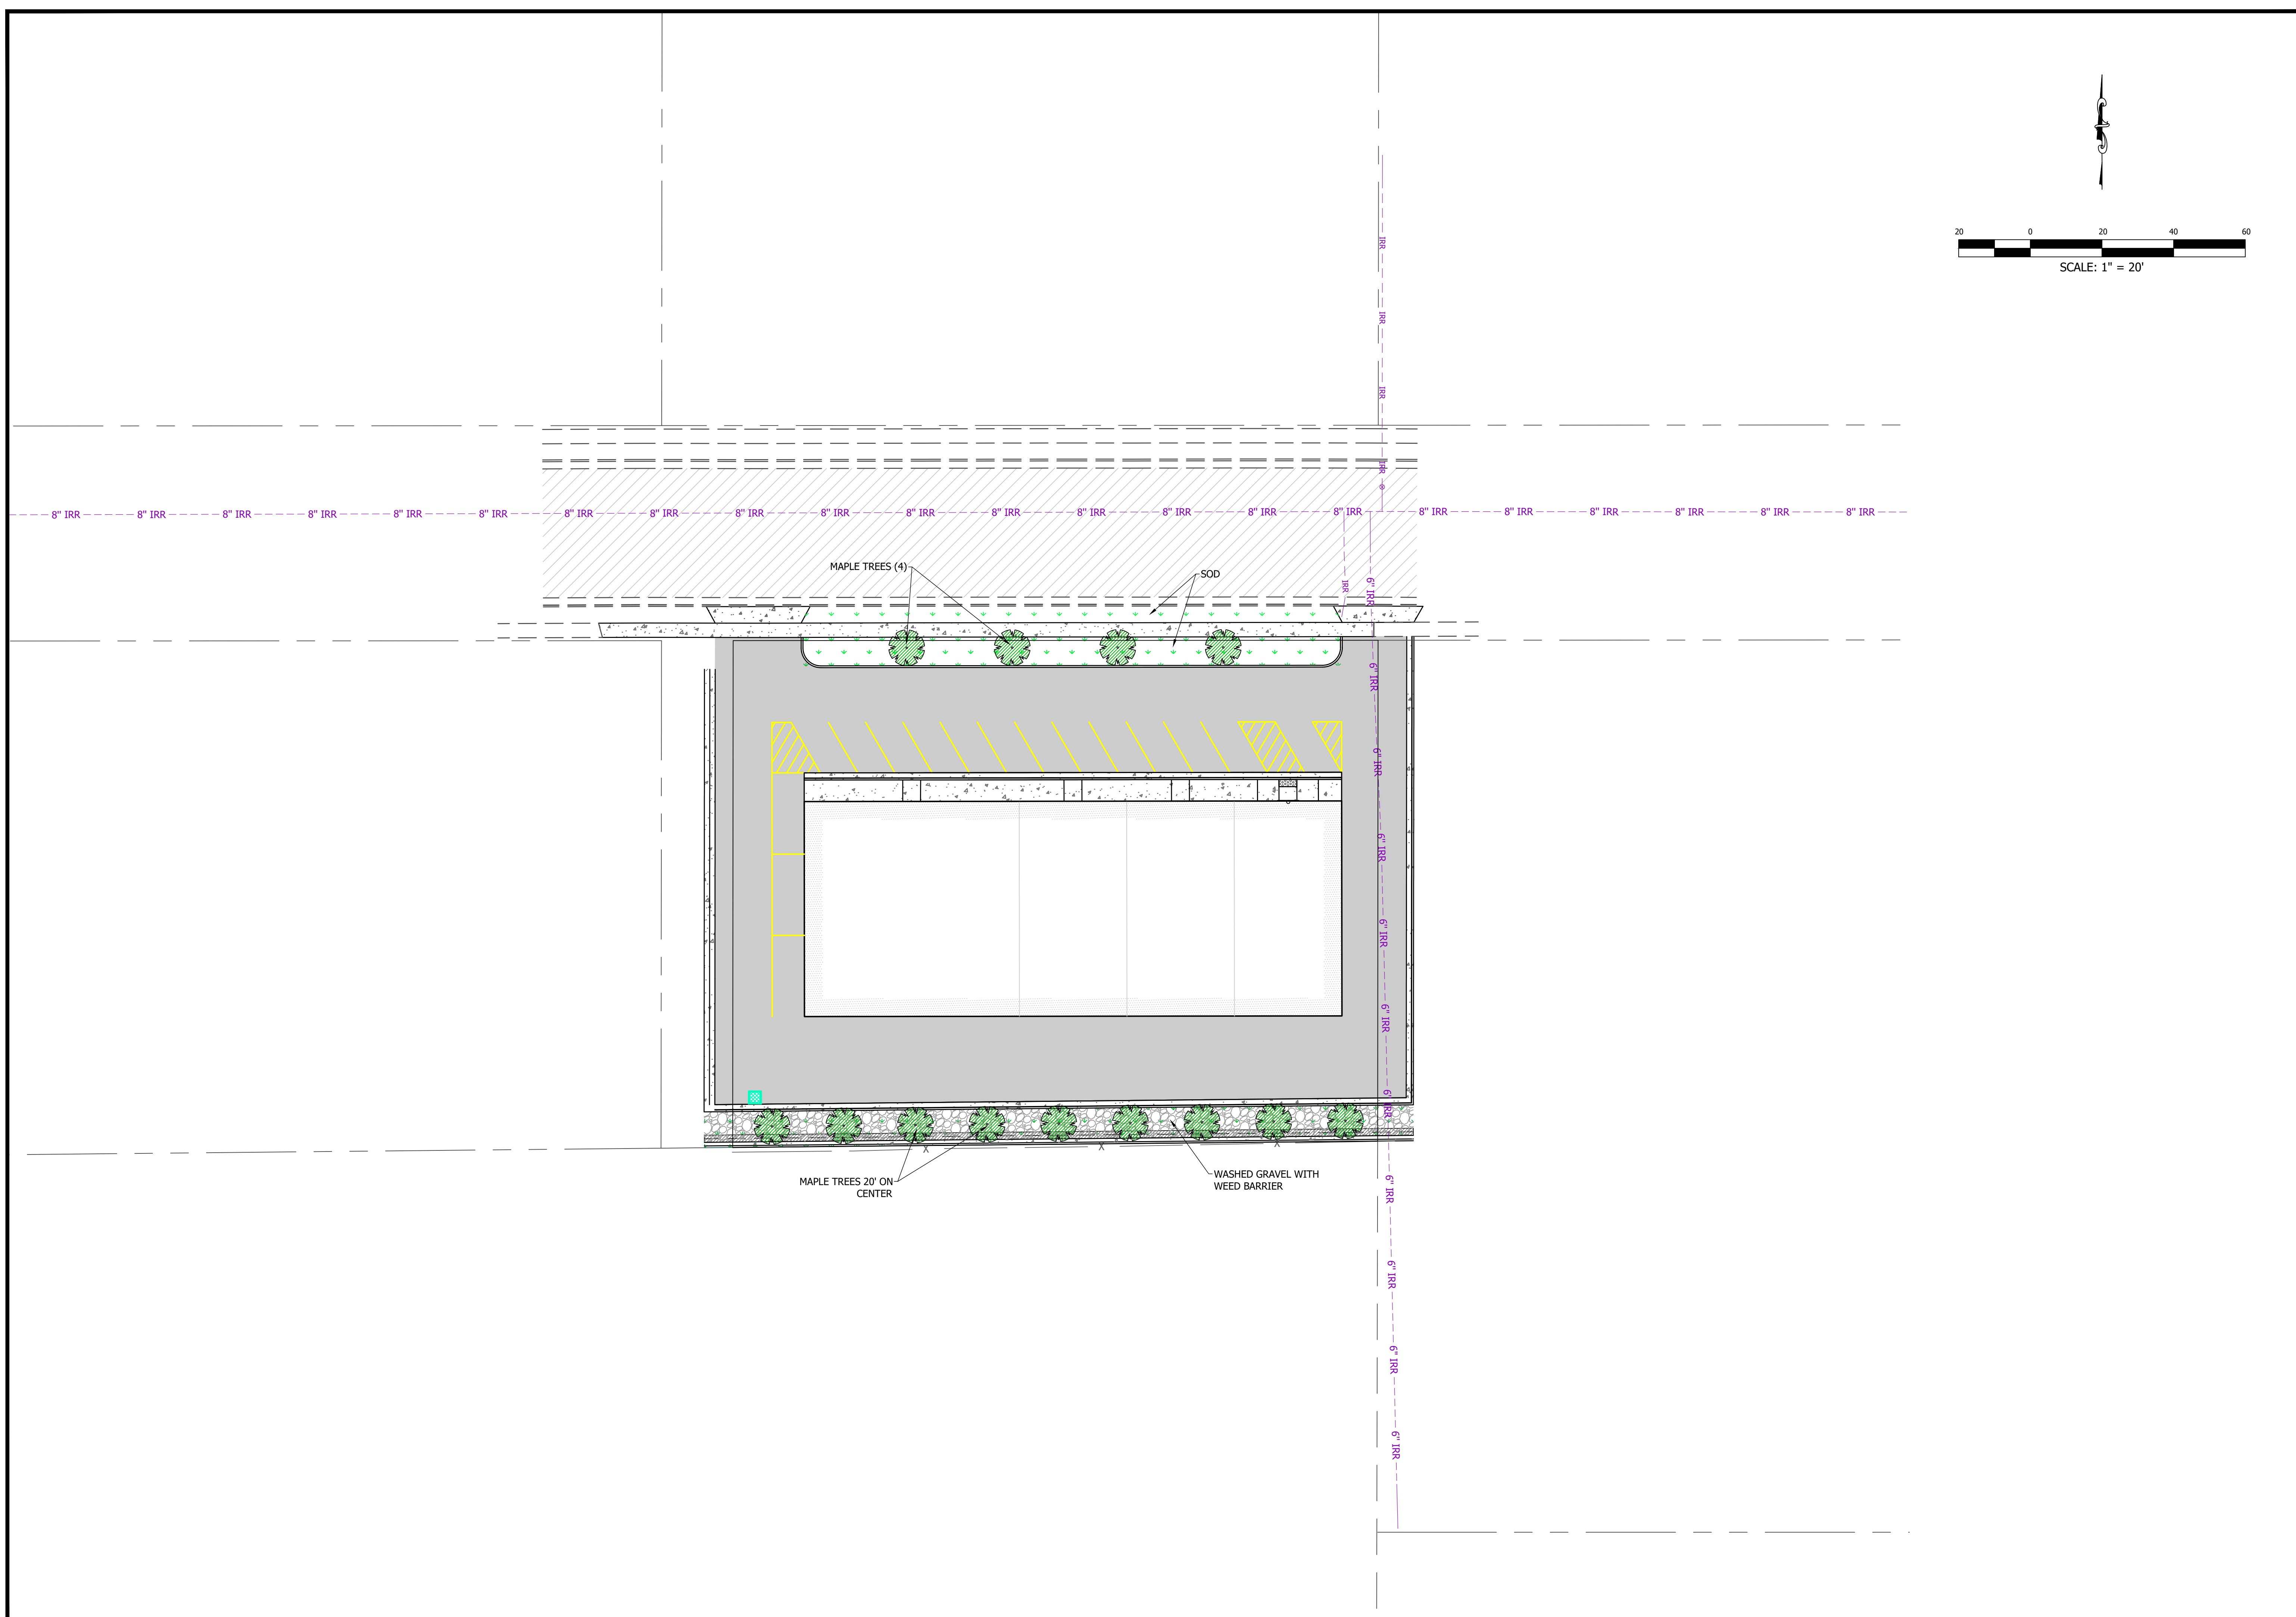 20 0 20 40 60
SCALE: 1" = 20'
IRR
IRR
IRR
IRR
8" IRR 8" IRR 8" IRR 8" IRR 8" IRR 8" IRR 8" IRR 8" IRR 8" IRR 8" IRR 8" IRR 8" IRR 8" IRR 8" IRR 8" IRR 8" IRR 8" IRR 8" IRR 8" IRR 8" IRR 8" IRR 8" IRR
MAPLE TREES (4)
SOD
IRR
6" IRR
6" IRR
6" IRR
6" IRR
6" IRR
6" IRR
6" IRR
X X X
MAPLE TREES 20' ON
CENTER
WASHED GRAVEL WITH
WEED BARRIER
6" IRR
6" IRR
6" IRR
6" IRR